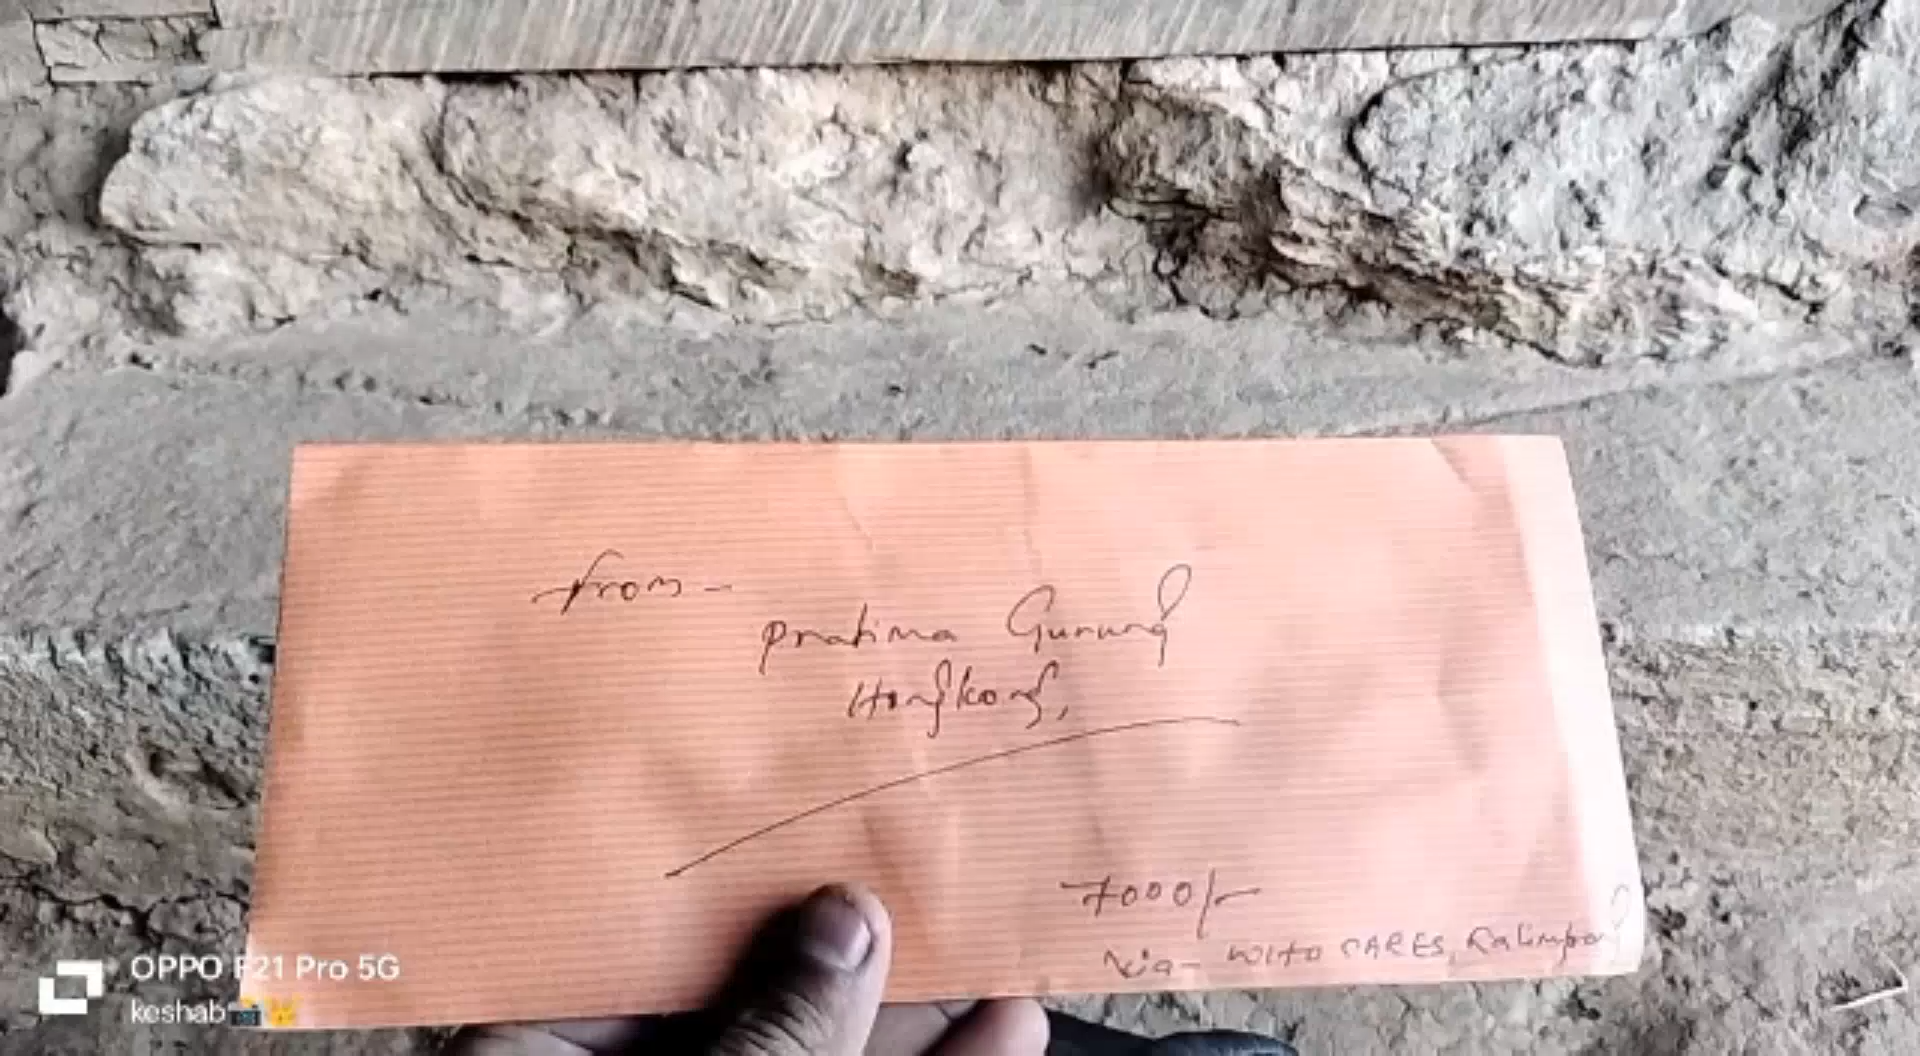 From -
Pratima Gurung
Hongkong,
7000/-
Via - WHO CARES, Kalimpong
OPPO F21 Pro 5G
keshab